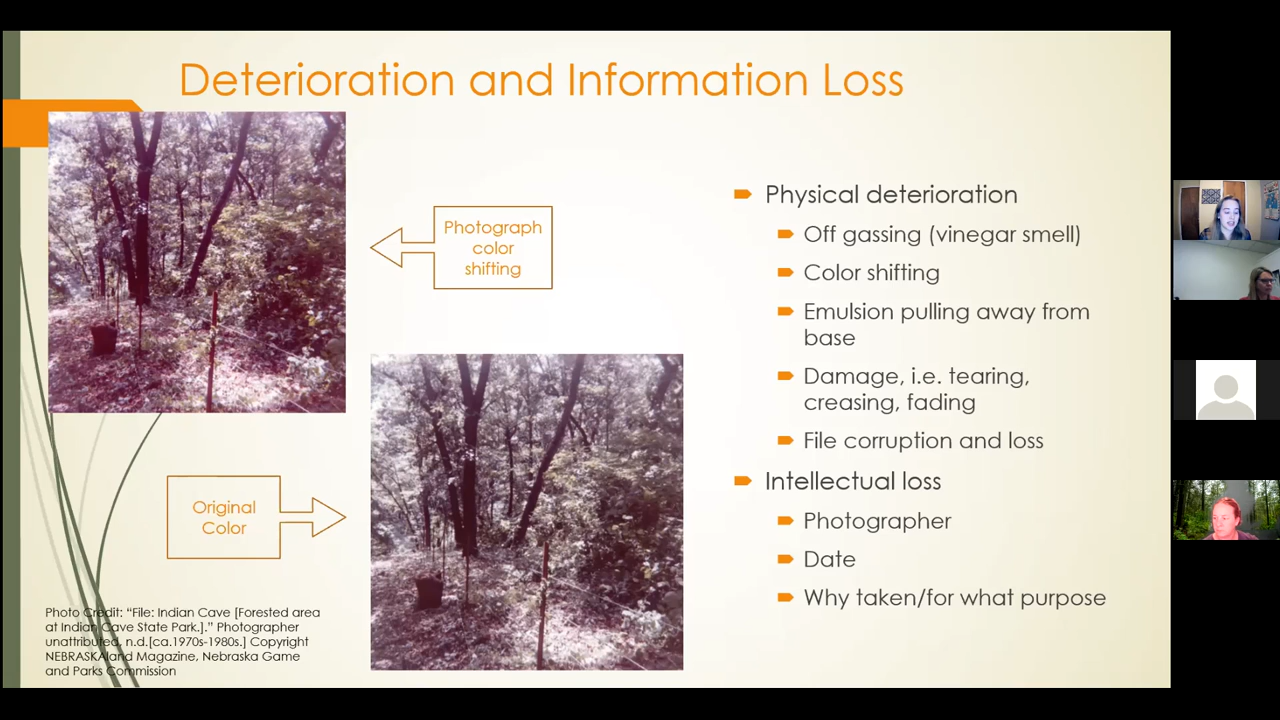 Deterioration and Information Loss
Photograph
color
shifting
Original
Color
Photo Credit: “File: Indian Cave [Forested area
at Indian Cave State Park.].” Photographer
unattributed, n.d.[ca.1970s-1980s.] Copyright
NEBRASKAland Magazine, Nebraska Game
and Parks Commission
Physical deterioration
Off gassing (vinegar smell)
Color shifting
Emulsion pulling away from
base
Damage, i.e. tearing,
creasing, fading
File corruption and loss
Intellectual loss
Photographer
Date
Why taken/for what purpose